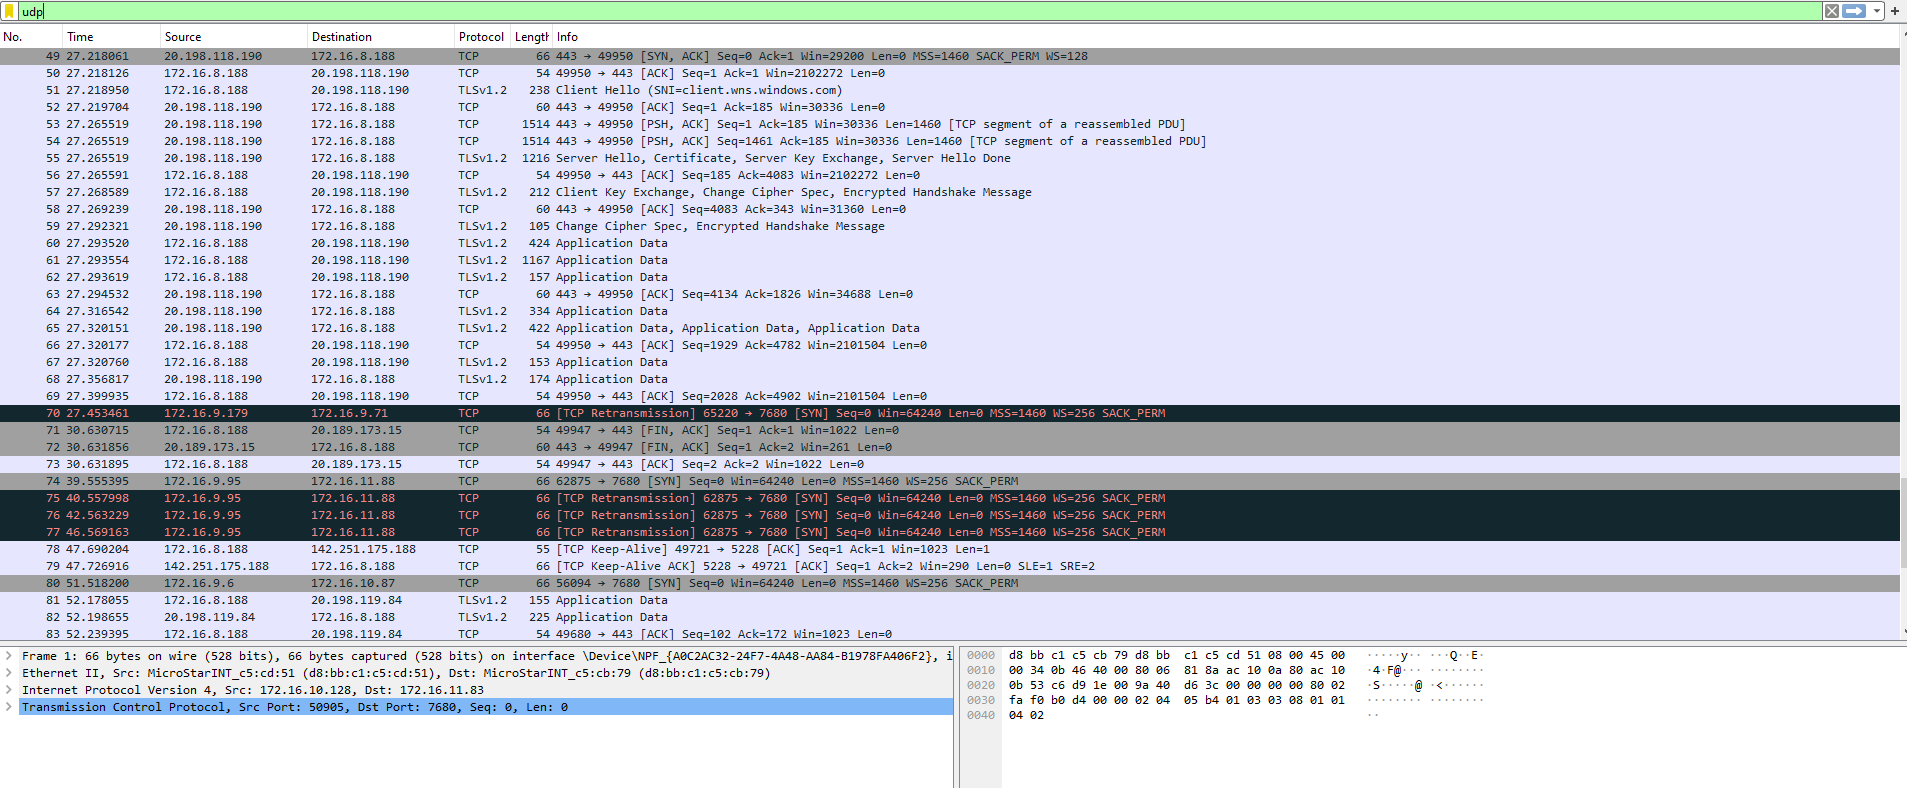 udp
No. Time Source Destination Protocol Length Info
49 27.218061 20.198.118.190 172.16.8.188 TCP 66 443 → 49950 [SYN, ACK] Seq=0 Ack=1 Win=29200 Len=0 MSS=1460 SACK_PERM WS=128
50 27.218126 172.16.8.188 20.198.118.190 TCP 54 49950 → 443 [ACK] Seq=1 Ack=1 Win=2102272 Len=0
51 27.218950 172.16.8.188 20.198.118.190 TLSv1.2 238 Client Hello (SNI=client.wns.windows.com)
52 27.219704 20.198.118.190 172.16.8.188 TCP 60 443 → 49950 [ACK] Seq=1 Ack=185 Win=30336 Len=0
53 27.265519 20.198.118.190 172.16.8.188 TCP 1514 443 → 49950 [PSH, ACK] Seq=1 Ack=185 Win=30336 Len=1460 [TCP segment of a reassembled PDU]
54 27.265519 20.198.118.190 172.16.8.188 TCP 1514 443 → 49950 [PSH, ACK] Seq=1461 Ack=185 Win=30336 Len=1460 [TCP segment of a reassembled PDU]
55 27.265519 20.198.118.190 172.16.8.188 TLSv1.2 1216 Server Hello, Certificate, Server Key Exchange, Server Hello Done
56 27.265591 172.16.8.188 20.198.118.190 TCP 54 49950 → 443 [ACK] Seq=185 Ack=4083 Win=2102272 Len=0
57 27.268589 172.16.8.188 20.198.118.190 TLSv1.2 212 Client Key Exchange, Change Cipher Spec, Encrypted Handshake Message
58 27.269239 20.198.118.190 172.16.8.188 TCP 60 443 → 49950 [ACK] Seq=4083 Ack=343 Win=31360 Len=0
59 27.292321 20.198.118.190 172.16.8.188 TLSv1.2 105 Change Cipher Spec, Encrypted Handshake Message
60 27.293520 172.16.8.188 20.198.118.190 TLSv1.2 424 Application Data
61 27.293554 172.16.8.188 20.198.118.190 TLSv1.2 1167 Application Data
62 27.293619 172.16.8.188 20.198.118.190 TLSv1.2 157 Application Data
63 27.294532 20.198.118.190 172.16.8.188 TCP 60 443 → 49950 [ACK] Seq=4134 Ack=1826 Win=34688 Len=0
64 27.316542 20.198.118.190 172.16.8.188 TLSv1.2 334 Application Data
65 27.320151 20.198.118.190 172.16.8.188 TLSv1.2 422 Application Data, Application Data, Application Data
66 27.320177 172.16.8.188 20.198.118.190 TCP 54 49950 → 443 [ACK] Seq=1929 Ack=4782 Win=2101504 Len=0
67 27.320760 172.16.8.188 20.198.118.190 TLSv1.2 153 Application Data
68 27.356817 20.198.118.190 172.16.8.188 TLSv1.2 174 Application Data
69 27.399935 172.16.8.188 20.198.118.190 TCP 54 49950 → 443 [ACK] Seq=2028 Ack=4902 Win=2101504 Len=0
70 27.453461 172.16.9.179 172.16.9.71 TCP 66 [TCP Retransmission] 65220 → 7680 [SYN] Seq=0 Win=64240 Len=0 MSS=1460 WS=256 SACK_PERM
71 30.630715 172.16.8.188 20.189.173.15 TCP 54 49947 → 443 [FIN, ACK] Seq=1 Ack=1 Win=1022 Len=0
72 30.631856 20.189.173.15 172.16.8.188 TCP 60 443 → 49947 [FIN, ACK] Seq=1 Ack=2 Win=261 Len=0
73 30.631895 172.16.8.188 20.189.173.15 TCP 54 49947 → 443 [ACK] Seq=2 Ack=2 Win=1022 Len=0
74 39.555395 172.16.9.95 172.16.11.88 TCP 66 62875 → 7680 [SYN] Seq=0 Win=64240 Len=0 MSS=1460 WS=256 SACK_PERM
75 40.557998 172.16.9.95 172.16.11.88 TCP 66 [TCP Retransmission] 62875 → 7680 [SYN] Seq=0 Win=64240 Len=0 MSS=1460 WS=256 SACK_PERM
76 42.563229 172.16.9.95 172.16.11.88 TCP 66 [TCP Retransmission] 62875 → 7680 [SYN] Seq=0 Win=64240 Len=0 MSS=1460 WS=256 SACK_PERM
77 46.569163 172.16.9.95 172.16.11.88 TCP 66 [TCP Retransmission] 62875 → 7680 [SYN] Seq=0 Win=64240 Len=0 MSS=1460 WS=256 SACK_PERM
78 47.690204 172.16.8.188 142.251.175.188 TCP 55 [TCP Keep-Alive] 49721 → 5228 [ACK] Seq=1 Ack=1 Win=1023 Len=1
79 47.726916 142.251.175.188 172.16.8.188 TCP 66 [TCP Keep-Alive ACK] 5228 → 49721 [ACK] Seq=1 Ack=2 Win=290 Len=0 SLE=1 SRE=2
80 51.518200 172.16.9.6 172.16.10.87 TCP 66 56094 → 7680 [SYN] Seq=0 Win=64240 Len=0 MSS=1460 WS=256 SACK_PERM
81 52.178055 172.16.8.188 20.198.119.84 TLSv1.2 155 Application Data
82 52.198655 20.198.119.84 172.16.8.188 TLSv1.2 225 Application Data
83 52.239395 172.16.8.188 20.198.119.84 TCP 54 49680 → 443 [ACK] Seq=102 Ack=172 Win=1023 Len=0
Frame 1: 66 bytes on wire (528 bits), 66 bytes captured (528 bits) on interface \Device\NPF_{A0C2AC32-24F7-4A48-AA84-B1978FA406F2}, i
Ethernet II, Src: MicroStarINT_c5:cd:51 (d8:bb:c1:c5:cd:51), Dst: MicroStarINT_c5:cb:79 (d8:bb:c1:c5:cb:79)
Internet Protocol Version 4, Src: 172.16.10.128, Dst: 172.16.11.83
Transmission Control Protocol, Src Port: 50905, Dst Port: 7680, Seq: 0, Len: 0
0000 d8 bb c1 c5 cb 79 d8 bb c1 c5 cd 51 08 00 45 00 ·····y·· ···Q··E·
0010 00 34 0b 46 40 00 80 06 81 8a ac 10 0a 80 ac 10 ·4·F@··· ········
0020 0b 53 c6 d9 1e 00 9a 40 d6 3c 00 00 00 00 80 02 ·S·····@ ·<······
0030 fa f0 b0 d4 00 00 02 04 05 b4 01 03 03 08 01 01 ········ ········
0040 04 02 ··